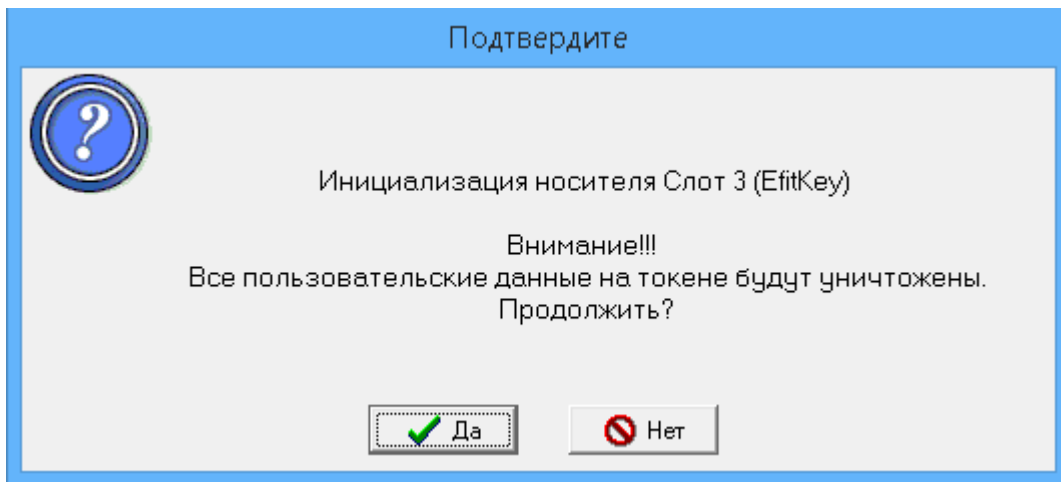 Подтвердите
Инициализация носителя Слот 3 (EfitKey)
Внимание!!!
Все пользовательские данные на токене будут уничтожены.
Продолжить?
Да
Нет